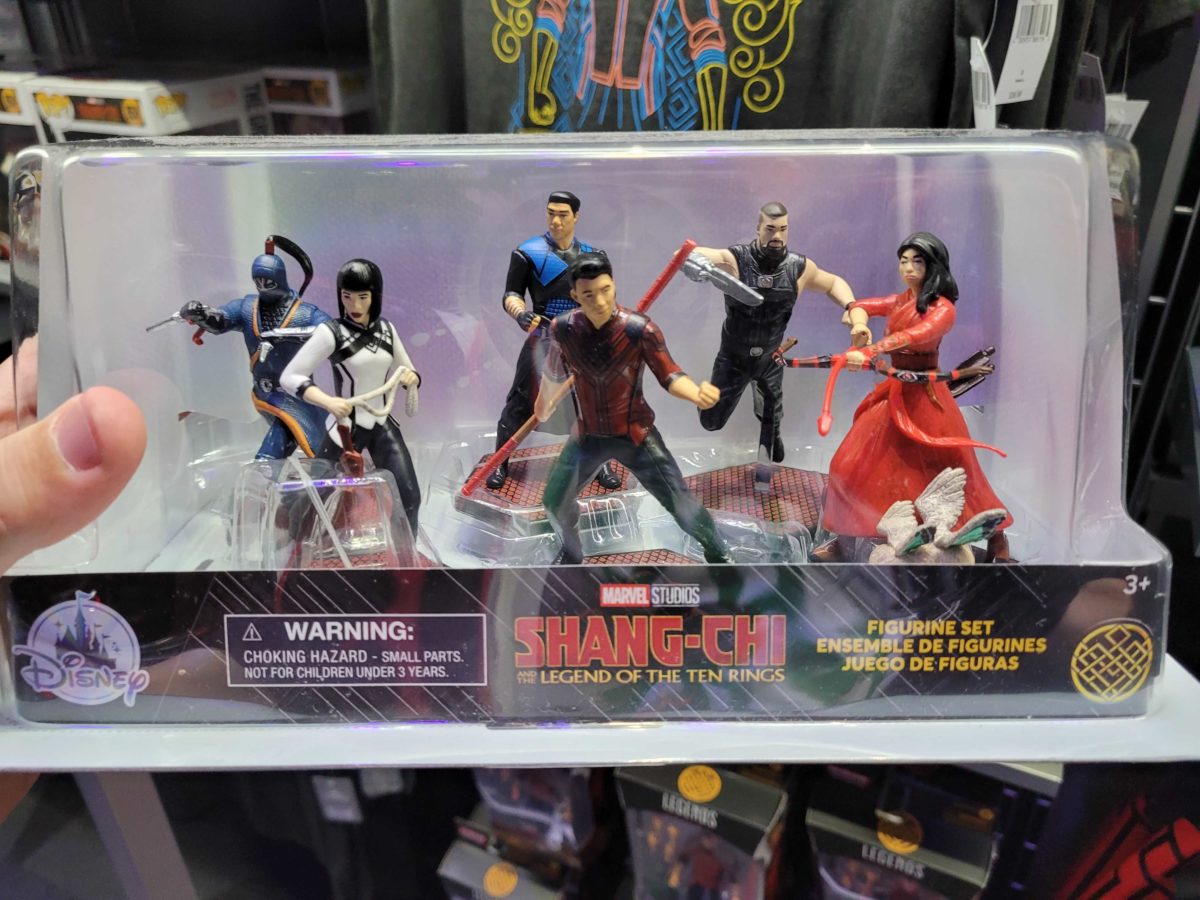 WARNING:
CHOKING HAZARD - SMALL PARTS.
NOT FOR CHILDREN UNDER 3 YEARS.
Disney
MARVEL STUDIOS
SHANG-CHI
AND THE LEGEND OF THE TEN RINGS
FIGURINE SET
ENSEMBLE DE FIGURINES
JUEGO DE FIGURAS
3+
LEGENDS
LEGENDS